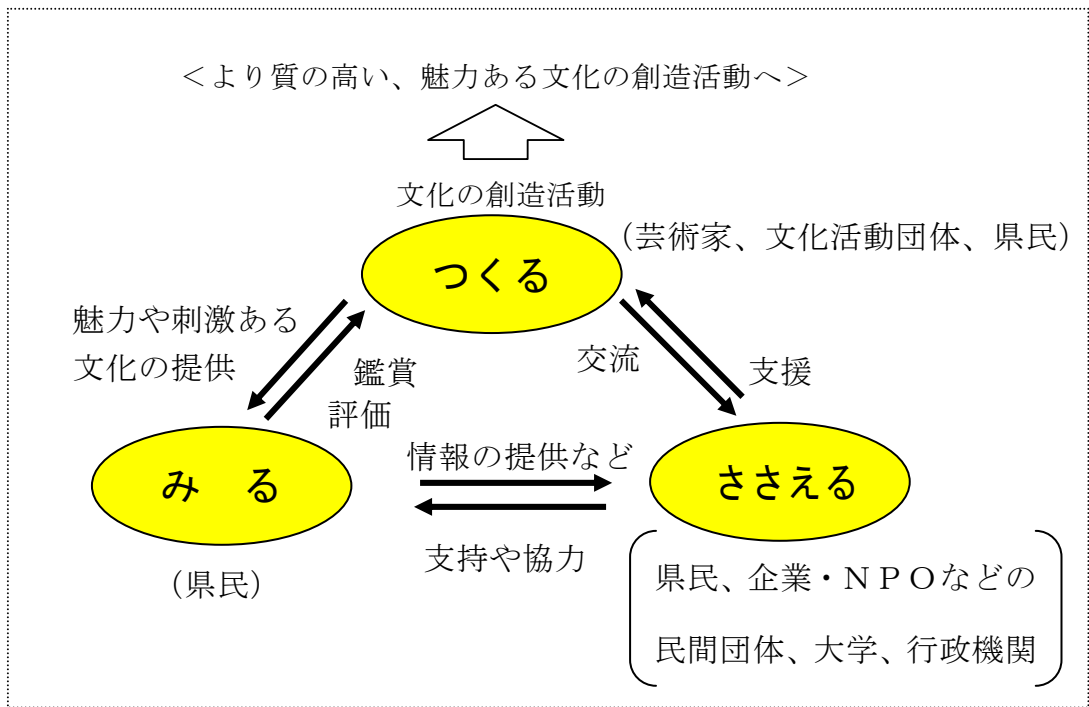 ＜より質の高い、魅力ある文化の創造活動へ＞
文化の創造活動
つくる
（芸術家、文化活動団体、県民）
魅力や刺激ある
文化の提供
鑑賞
評価
交流
支援
み　る
（県民）
情報の提供など
支持や協力
ささえる
県民、企業・ＮＰＯなどの
民間団体、大学、行政機関